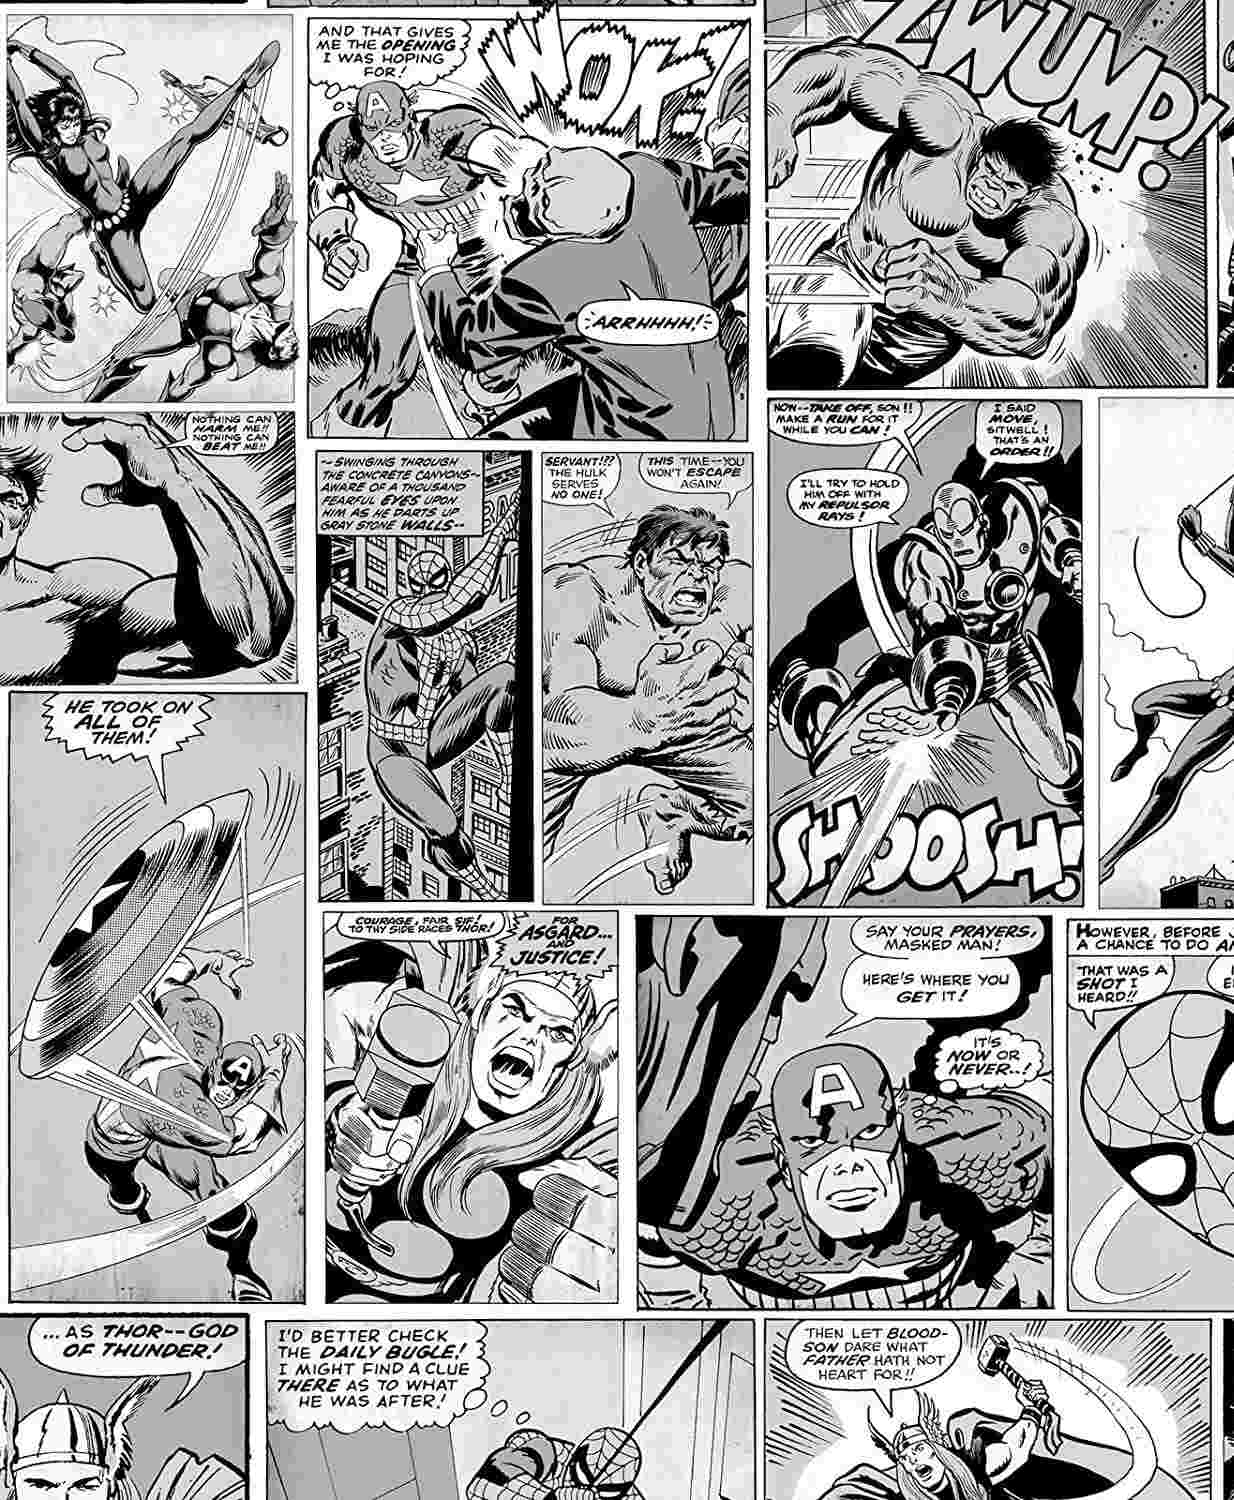 AND THAT GIVES
ME THE OPENING
I WAS HOPING
FOR!
WOK!
A
ARRHHHH!
ZWUMP!
NOTHING CAN
HARM ME!!
NOTHING CAN
BEAT ME!!
--SWINGING THROUGH
THE CONCRETE CANYONS--
AWARE OF A THOUSAND
FEARFUL EYES UPON
HIM AS HE DARTS UP
GRAY STONE WALLS--
SERVANT!!?
THE HULK
SERVES
NO ONE!
THIS TIME--YOU
WON'T ESCAPE
AGAIN!
NOW--TAKE OFF, SON!!
MAKE A RUN FOR IT
WHILE YOU CAN!
I SAID
MOVE,
SITWELL!
THAT'S AN
ORDER!!
I'LL TRY TO HOLD
HIM OFF WITH
MY REPULSOR
RAYS!
SHOOSH!
HE TOOK ON
ALL OF
THEM!
A
COURAGE, FAIR SIF!
TO THY SIDE RACES THOR!
FOR
ASGARD...
AND
JUSTICE!
SAY YOUR PRAYERS,
MASKED MAN!
HERE'S WHERE YOU
GET IT!
IT'S
NOW OR
NEVER..!
A
HOWEVER, BEFORE
A CHANCE TO DO
THAT WAS A
SHOT I
HEARD!!
...AS THOR--GOD
OF THUNDER!
I'D BETTER CHECK
THE DAILY BUGLE!
I MIGHT FIND A CLUE
THERE AS TO WHAT
HE WAS AFTER!
THEN LET BLOOD-
SON DARE WHAT
FATHER HATH NOT
HEART FOR!!